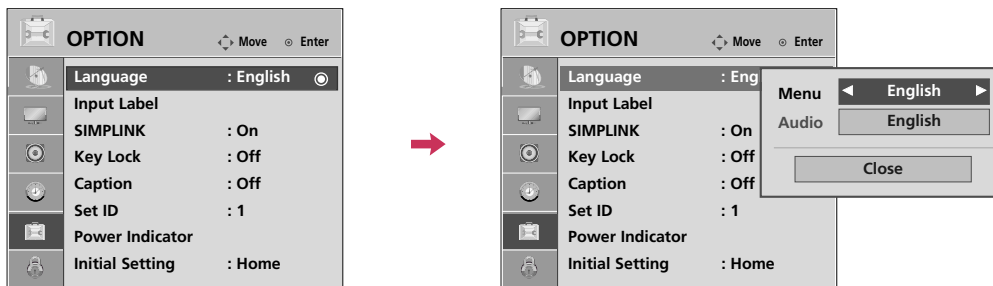 OPTION Move Enter
Language : English
Input Label
SIMPLINK : On
Key Lock : Off
Caption : Off
Set ID : 1
Power Indicator
Initial Setting : Home
OPTION Move Enter
Language : Eng
Input Label
SIMPLINK : On
Key Lock : Off
Caption : Off
Set ID : 1
Power Indicator
Initial Setting : Home
Menu English
Audio English
Close